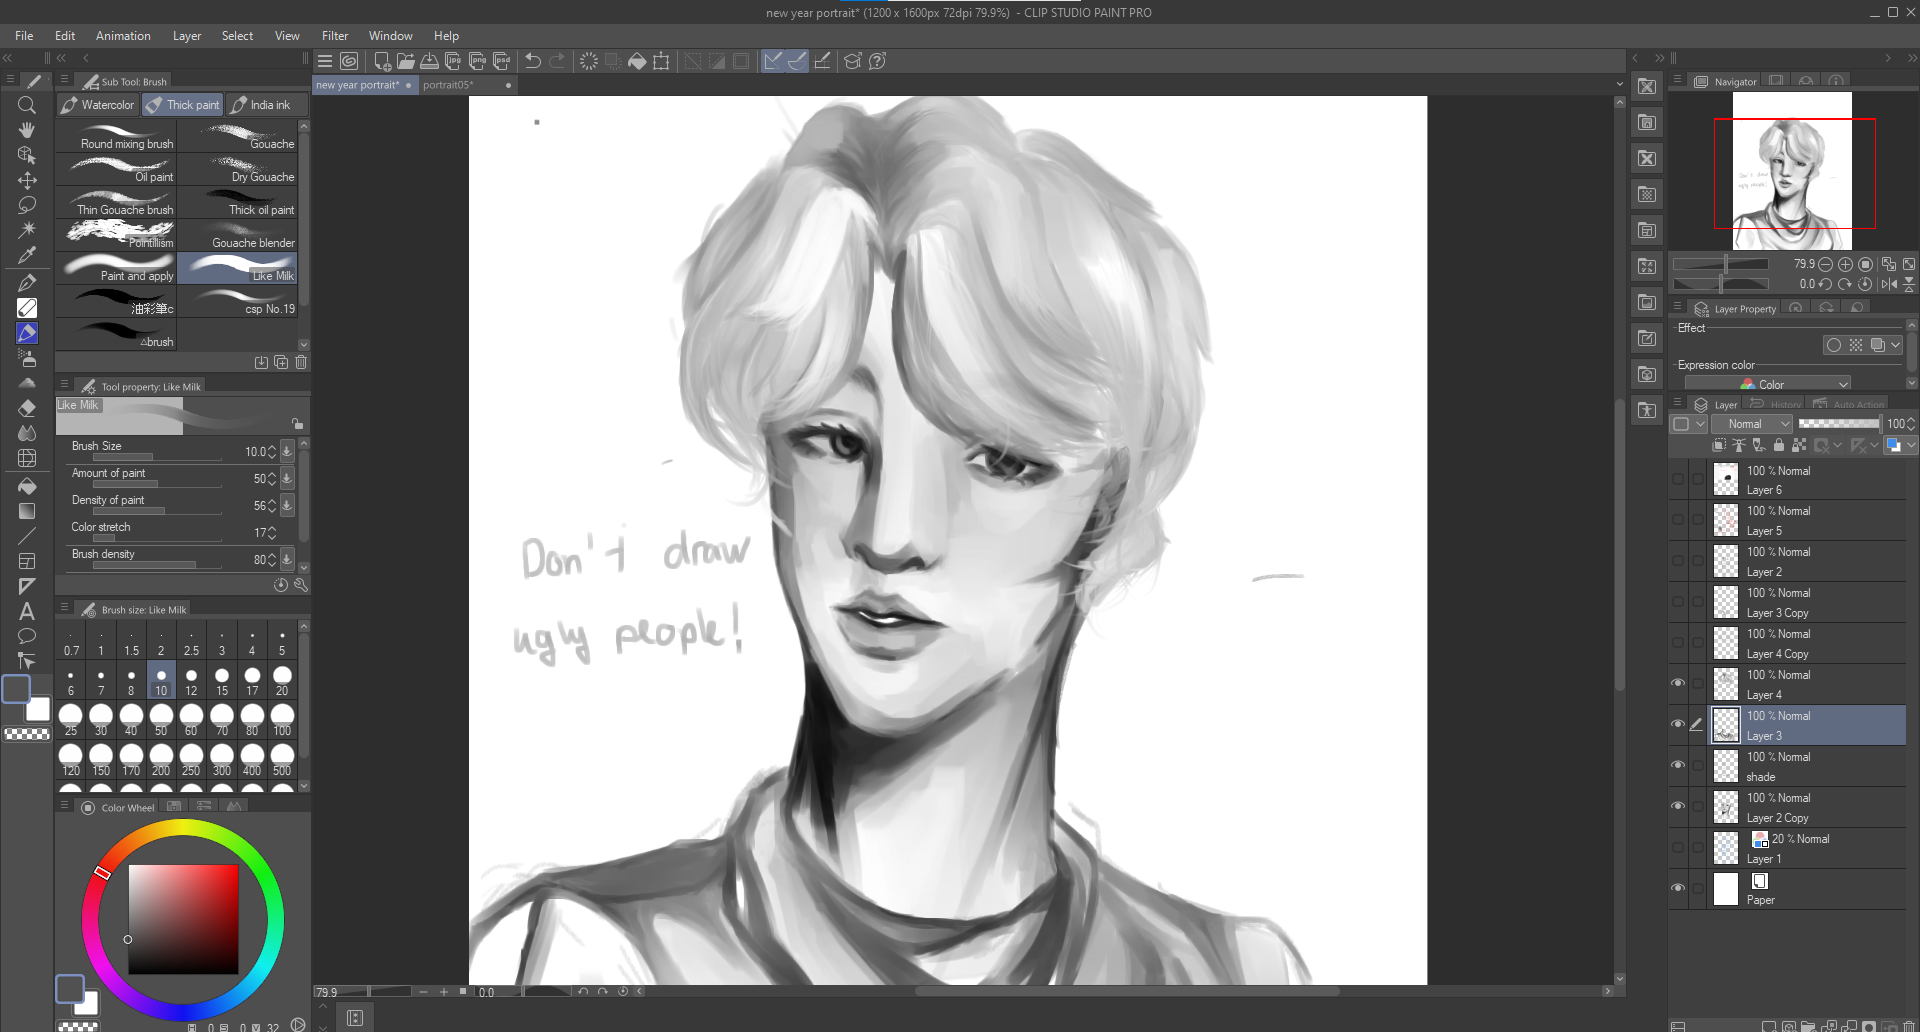 new year portrait* (1200 x 1600px 72dpi 79.9%) - CLIP STUDIO PAINT PRO
File Edit Animation Layer Select View Filter Window Help
Sub Tool: Brush
Watercolor Thick paint India ink
Round mixing brush Gouache
Oil paint Dry Gouache
Thin Gouache brush Thick oil paint
Pointillism Gouache blender
Paint and apply Like Milk
油彩筆c csp No.19
△brush
Tool property: Like Milk
Like Milk
Brush Size 10.0
Amount of paint 50
Density of paint 56
Color stretch 17
Brush density 80
Brush size: Like Milk
0.7 1 1.5 2 2.5 3 4 5
6 7 8 10 12 15 17 20
25 30 40 50 60 70 80 100
120 150 170 200 250 300 400 500
Color Wheel
0 0 32
new year portrait* portrait05*
jpg png psd
Don't draw
ugly people!
79.9 0.0
Navigator
79.9
0.0
Layer Property
Effect
Expression color
Color
Layer History Auto Action
Normal 100
100 % Normal
Layer 6
100 % Normal
Layer 5
100 % Normal
Layer 2
100 % Normal
Layer 3 Copy
100 % Normal
Layer 4 Copy
100 % Normal
Layer 4
100 % Normal
Layer 3
100 % Normal
shade
100 % Normal
Layer 2 Copy
20 % Normal
Layer 1
Paper